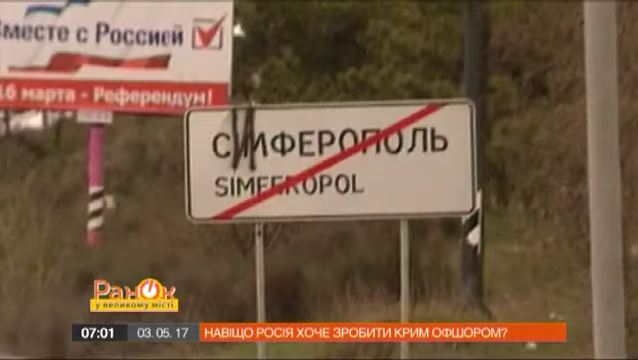 Вместе с Россией
16 марта - Референдум!
СИМФЕРОПОЛЬ
SIMFEROPOL
Ранок
у великому місті
07:01 03.05.17 НАВІЩО РОСІЯ ХОЧЕ ЗРОБИТИ КРИМ ОФШОРОМ?